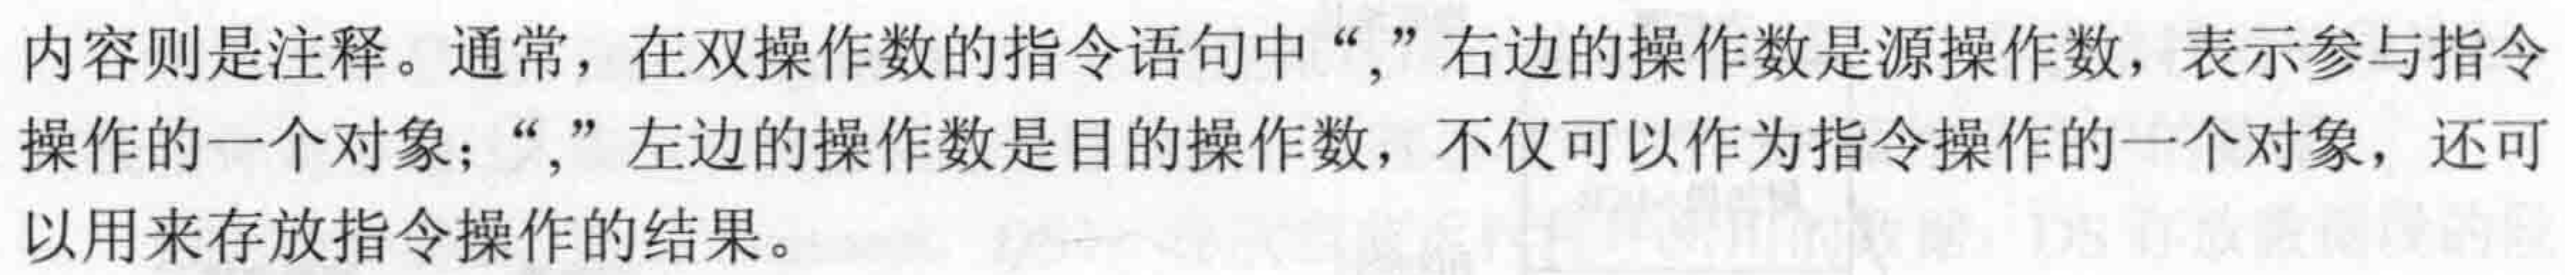 内容则是注释。通常，在双操作数的指令语句中“,”右边的操作数是源操作数，表示参与指令
操作的一个对象；“,”左边的操作数是目的操作数，不仅可以作为指令操作的一个对象，还可
以用来存放指令操作的结果。